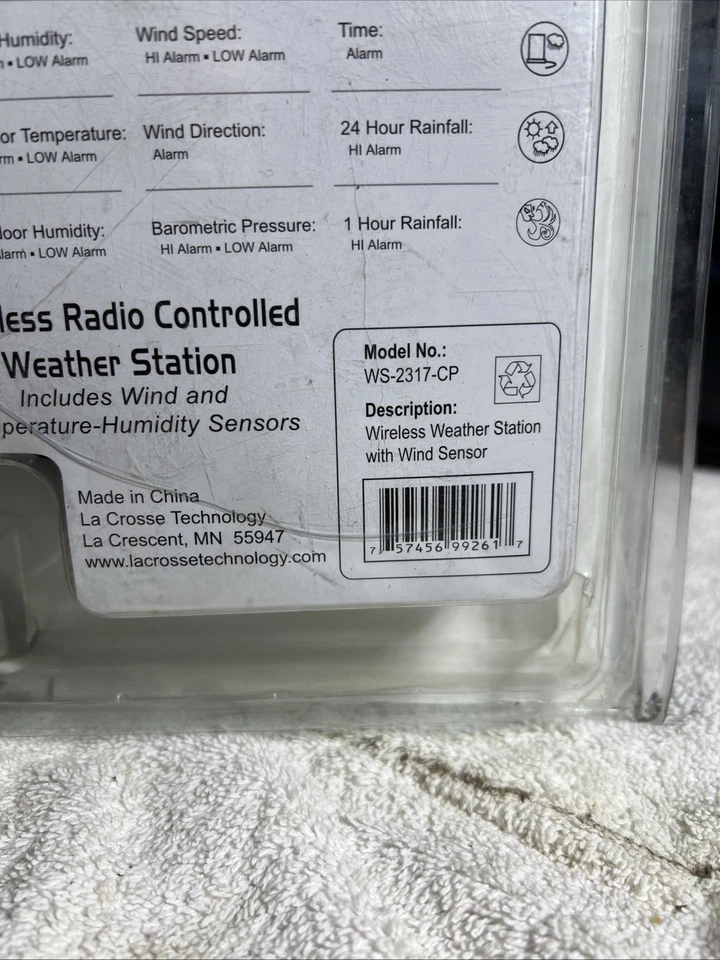 Humidity:
LOW Alarm
Wind Speed:
HI Alarm ▪ LOW Alarm
Time:
Alarm
Temperature:
LOW Alarm
Wind Direction:
Alarm
24 Hour Rainfall:
HI Alarm
Humidity:
LOW Alarm
Barometric Pressure:
HI Alarm ▪ LOW Alarm
1 Hour Rainfall:
HI Alarm
less Radio Controlled
Weather Station
Includes Wind and
perature-Humidity Sensors
Made in China
La Crosse Technology
La Crescent, MN 55947
www.lacrossetechnology.com
Model No.:
WS-2317-CP
Description:
Wireless Weather Station
with Wind Sensor
7 57456 99261 7